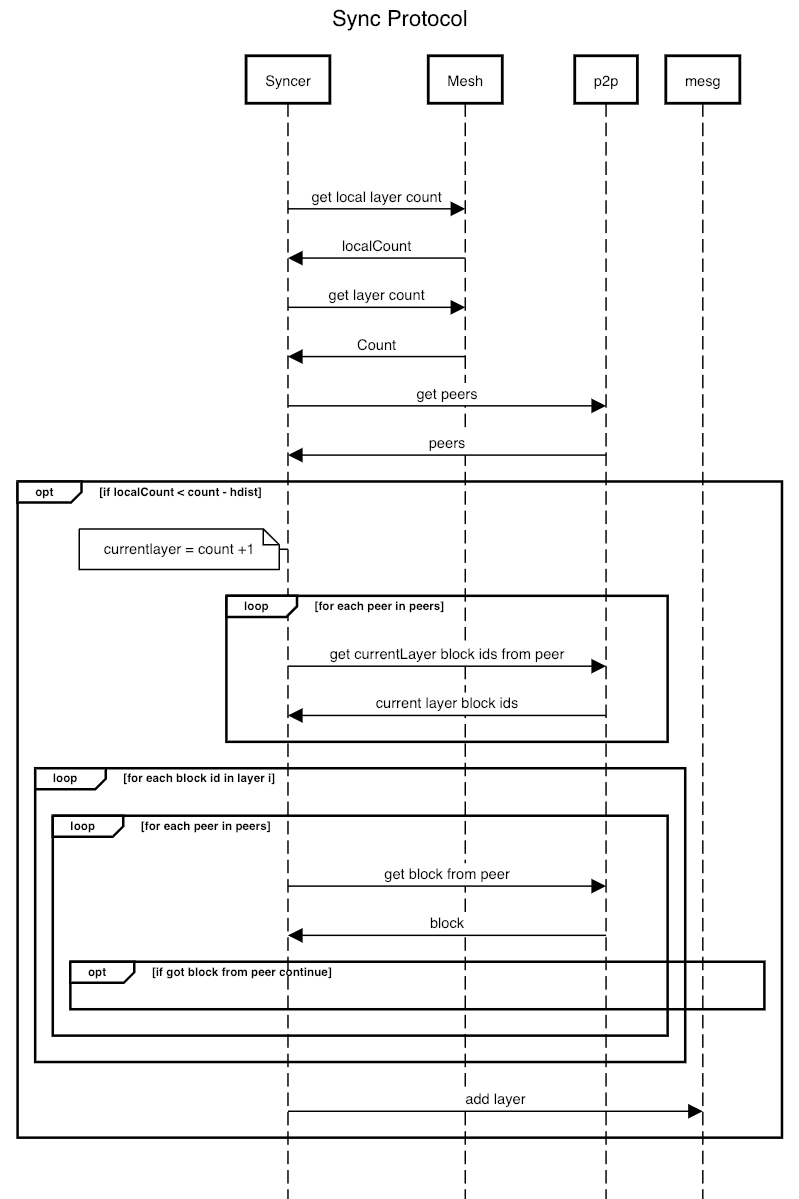 Sync Protocol
Syncer
Mesh
p2p
mesg
get local layer count
localCount
get layer count
Count
get peers
peers
opt
[if localCount < count - hdist]
currentlayer = count +1
loop
[for each peer in peers]
get currentLayer block ids from peer
current layer block ids
loop
[for each block id in layer i]
loop
[for each peer in peers]
get block from peer
block
opt
[if got block from peer continue]
add layer